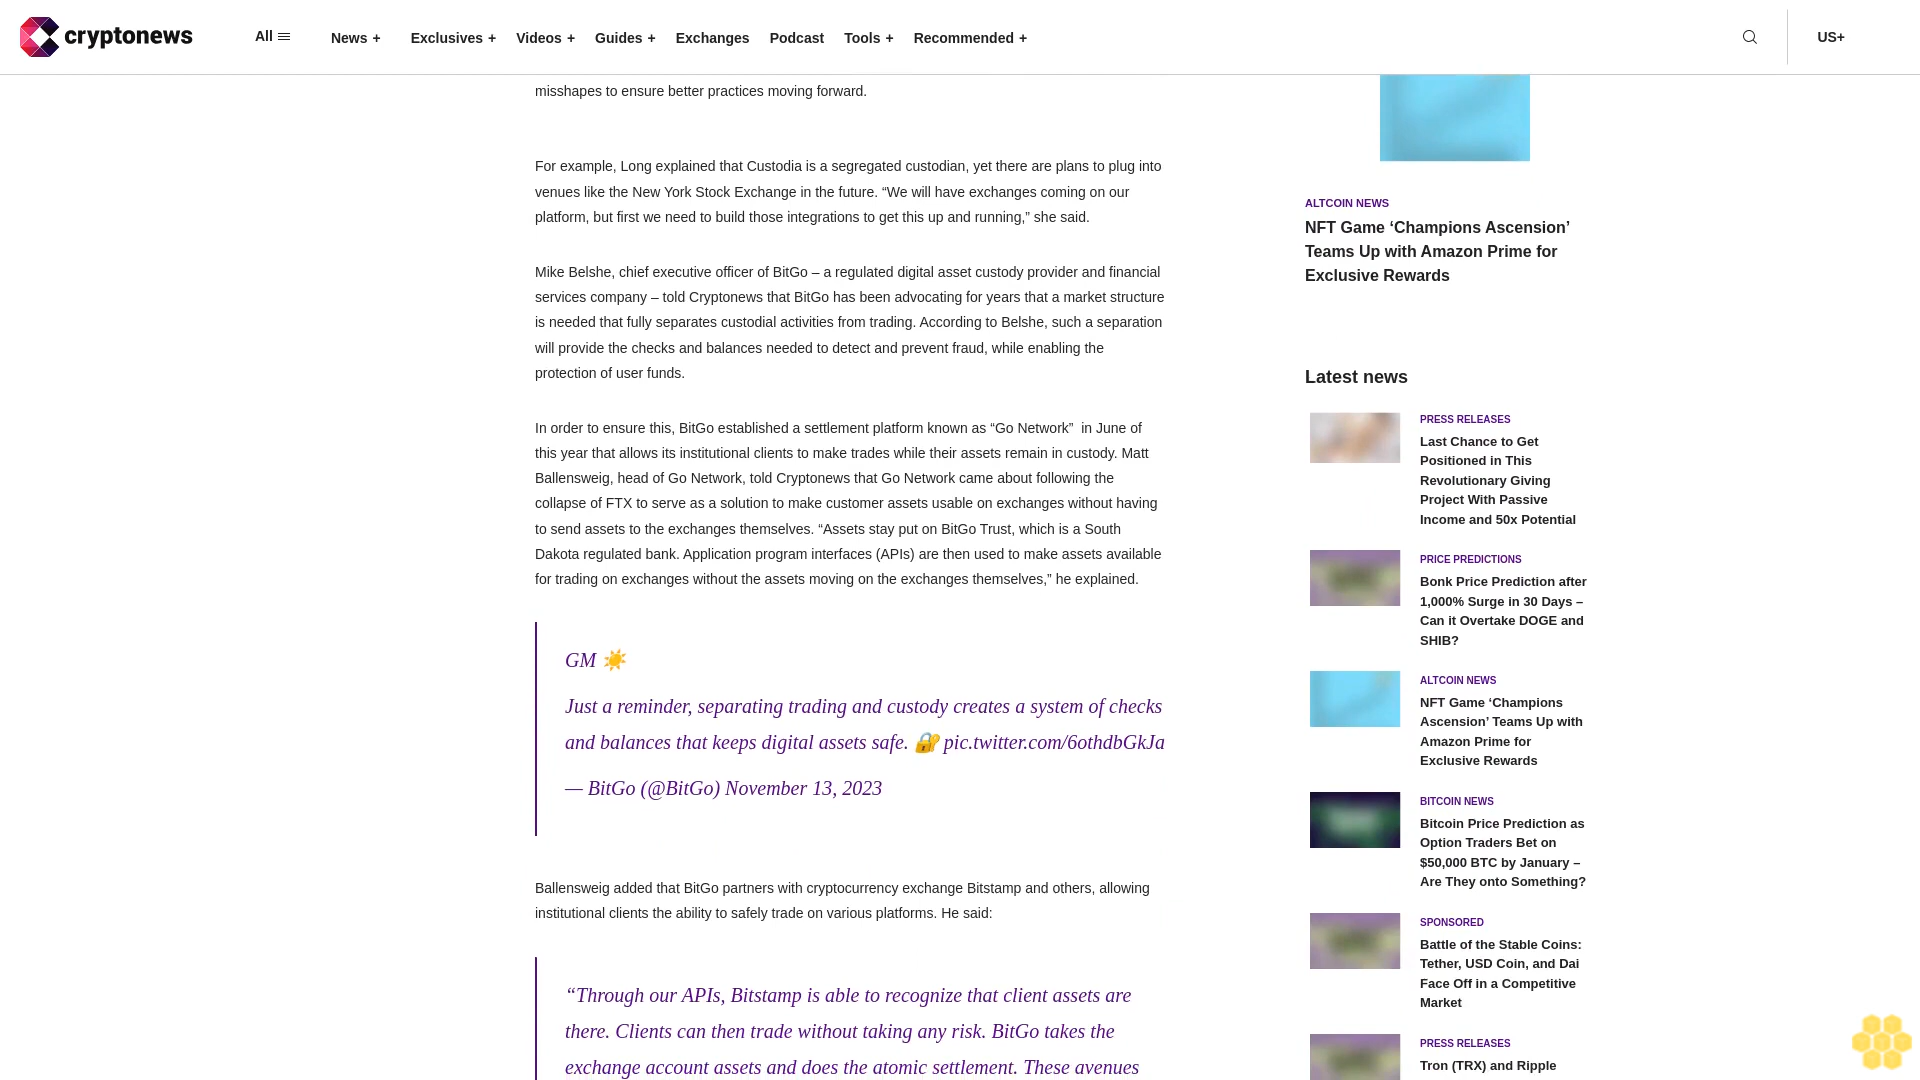 cryptonews
All
News +
Exclusives +
Videos +
Guides +
Exchanges
Podcast
Tools +
Recommended +
US+
misshapes to ensure better practices moving forward.
For example, Long explained that Custodia is a segregated custodian, yet there are plans to plug into
venues like the New York Stock Exchange in the future. “We will have exchanges coming on our
platform, but first we need to build those integrations to get this up and running,” she said.
Mike Belshe, chief executive officer of BitGo – a regulated digital asset custody provider and financial
services company – told Cryptonews that BitGo has been advocating for years that a market structure
is needed that fully separates custodial activities from trading. According to Belshe, such a separation
will provide the checks and balances needed to detect and prevent fraud, while enabling the
protection of user funds.
In order to ensure this, BitGo established a settlement platform known as “Go Network”  in June of
this year that allows its institutional clients to make trades while their assets remain in custody. Matt
Ballensweig, head of Go Network, told Cryptonews that Go Network came about following the
collapse of FTX to serve as a solution to make customer assets usable on exchanges without having
to send assets to the exchanges themselves. “Assets stay put on BitGo Trust, which is a South
Dakota regulated bank. Application program interfaces (APIs) are then used to make assets available
for trading on exchanges without the assets moving on the exchanges themselves,” he explained.
GM ☀️
Just a reminder, separating trading and custody creates a system of checks
and balances that keeps digital assets safe. 🔐 pic.twitter.com/6othdbGkJa
— BitGo (@BitGo) November 13, 2023
Ballensweig added that BitGo partners with cryptocurrency exchange Bitstamp and others, allowing
institutional clients the ability to safely trade on various platforms. He said:
“Through our APIs, Bitstamp is able to recognize that client assets are
there. Clients can then trade without taking any risk. BitGo takes the
exchange account assets and does the atomic settlement. These avenues
ALTCOIN NEWS
NFT Game ‘Champions Ascension’
Teams Up with Amazon Prime for
Exclusive Rewards
Latest news
PRESS RELEASES
Last Chance to Get
Positioned in This
Revolutionary Giving
Project With Passive
Income and 50x Potential
PRICE PREDICTIONS
Bonk Price Prediction after
1,000% Surge in 30 Days –
Can it Overtake DOGE and
SHIB?
ALTCOIN NEWS
NFT Game ‘Champions
Ascension’ Teams Up with
Amazon Prime for
Exclusive Rewards
BITCOIN NEWS
Bitcoin Price Prediction as
Option Traders Bet on
$50,000 BTC by January –
Are They onto Something?
SPONSORED
Battle of the Stable Coins:
Tether, USD Coin, and Dai
Face Off in a Competitive
Market
PRESS RELEASES
Tron (TRX) and Ripple